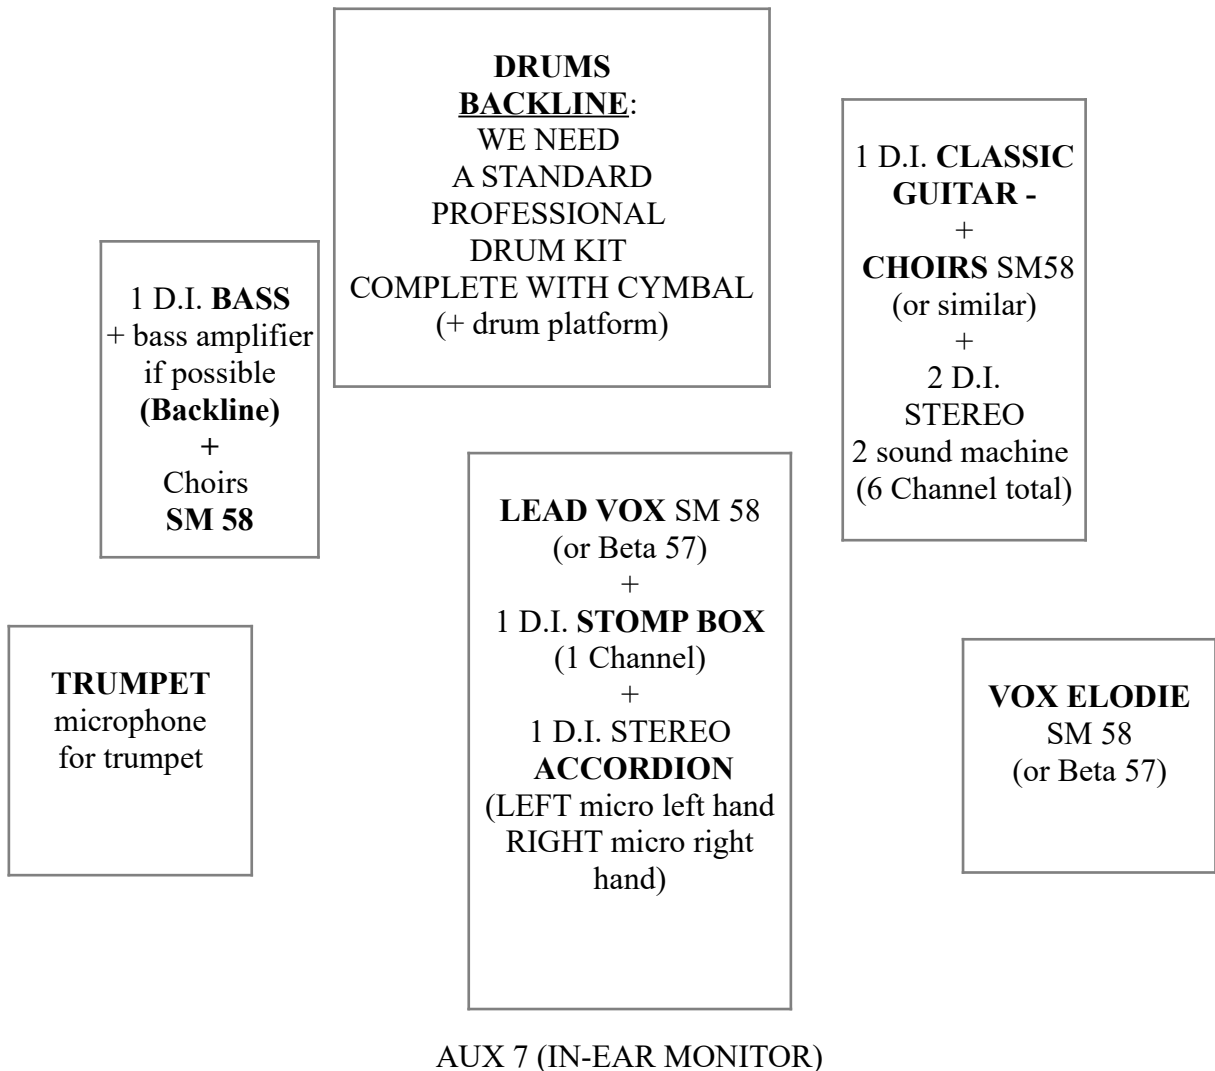 DRUMS
BACKLINE:
WE NEED
A STANDARD
PROFESSIONAL
DRUM KIT
COMPLETE WITH CYMBAL
(+ drum platform)
1 D.I. CLASSIC
GUITAR -
+
CHOIRS SM58
(or similar)
+
2 D.I.
STEREO
2 sound machine
(6 Channel total)
1 D.I. BASS
+ bass amplifier
if possible
(Backline)
+
Choirs
SM 58
LEAD VOX SM 58
(or Beta 57)
+
1 D.I. STOMP BOX
(1 Channel)
+
1 D.I. STEREO
ACCORDION
(LEFT micro left hand
RIGHT micro right
hand)
TRUMPET
microphone
for trumpet
VOX ELODIE
SM 58
(or Beta 57)
AUX 7 (IN-EAR MONITOR)